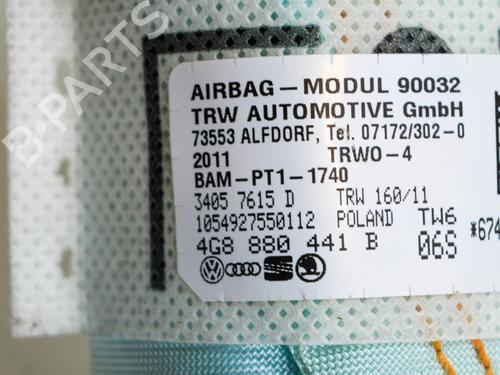 B-PARTS
AIRBAG — MODUL 90032
TRW AUTOMOTIVE GmbH
73553 ALFDORF, Tel. 07172/302-0
2011 TRWO-4
BAM-PT1-1740
3405 7615 D TRW 160/11
1054927550112 POLAND TW6
4G8 880 441 B 06S *674